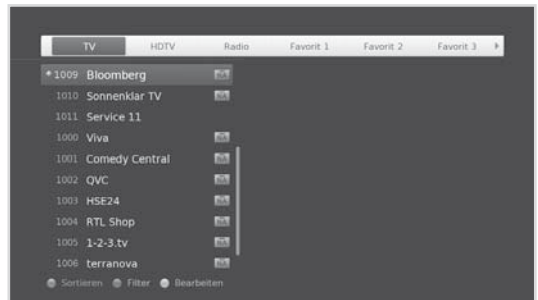 TV HDTV Radio Favorit 1 Favorit 2 Favorit 3
1009 Bloomberg
1010 Sonnenklar TV
1011 Service 11
1000 Viva
1001 Comedy Central
1002 QVC
1003 HSE24
1004 RTL Shop
1005 1-2-3.tv
1006 terranova
Sortieren Filter Bearbeiten